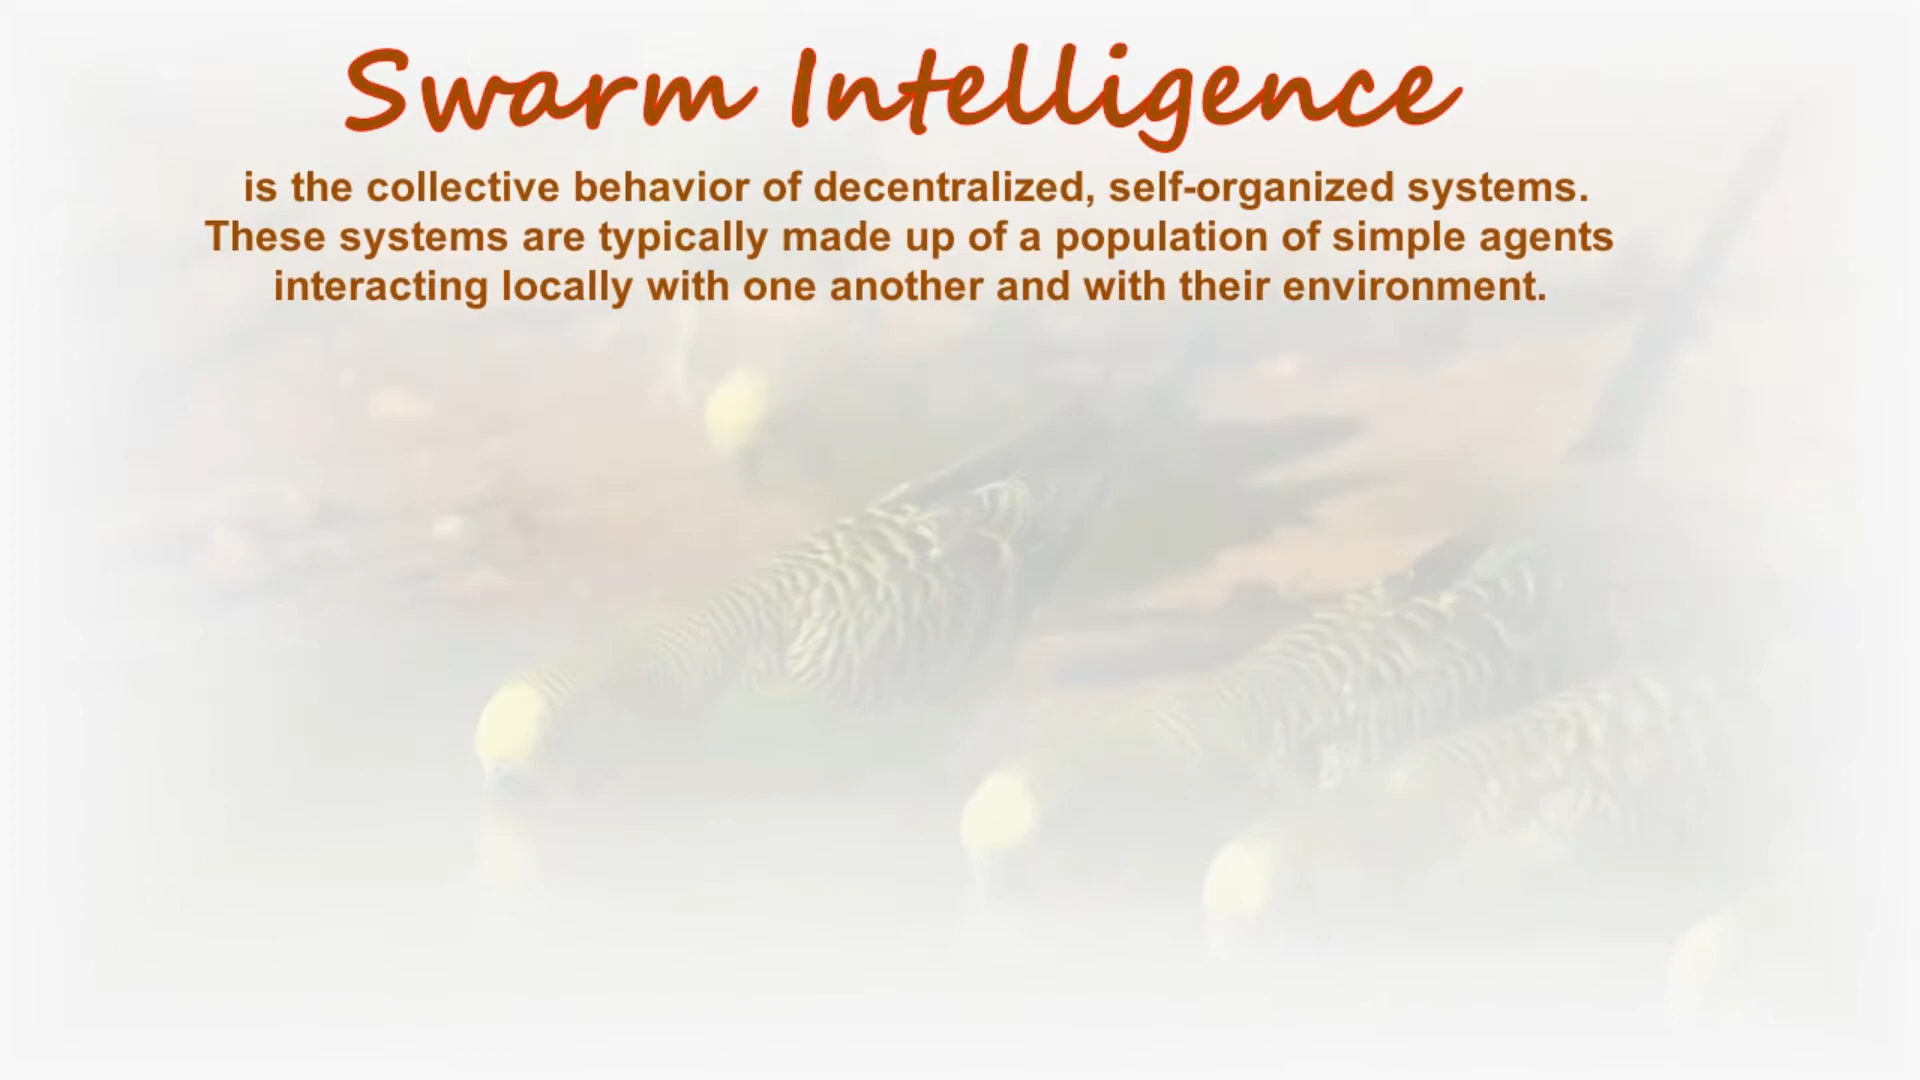 Swarm Intelligence
is the collective behavior of decentralized, self-organized systems.
These systems are typically made up of a population of simple agents
interacting locally with one another and with their environment.